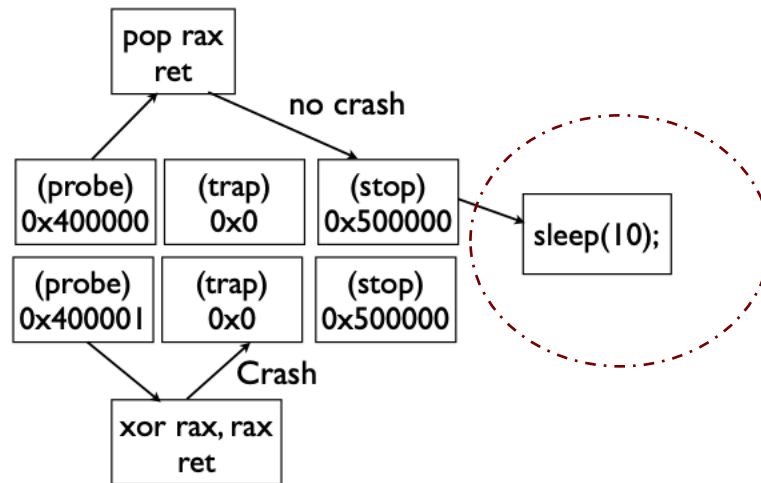 pop rax
ret
no crash
(probe)
0x400000
(trap)
0x0
(stop)
0x500000
sleep(10);
(probe)
0x400001
(trap)
0x0
(stop)
0x500000
Crash
xor rax, rax
ret